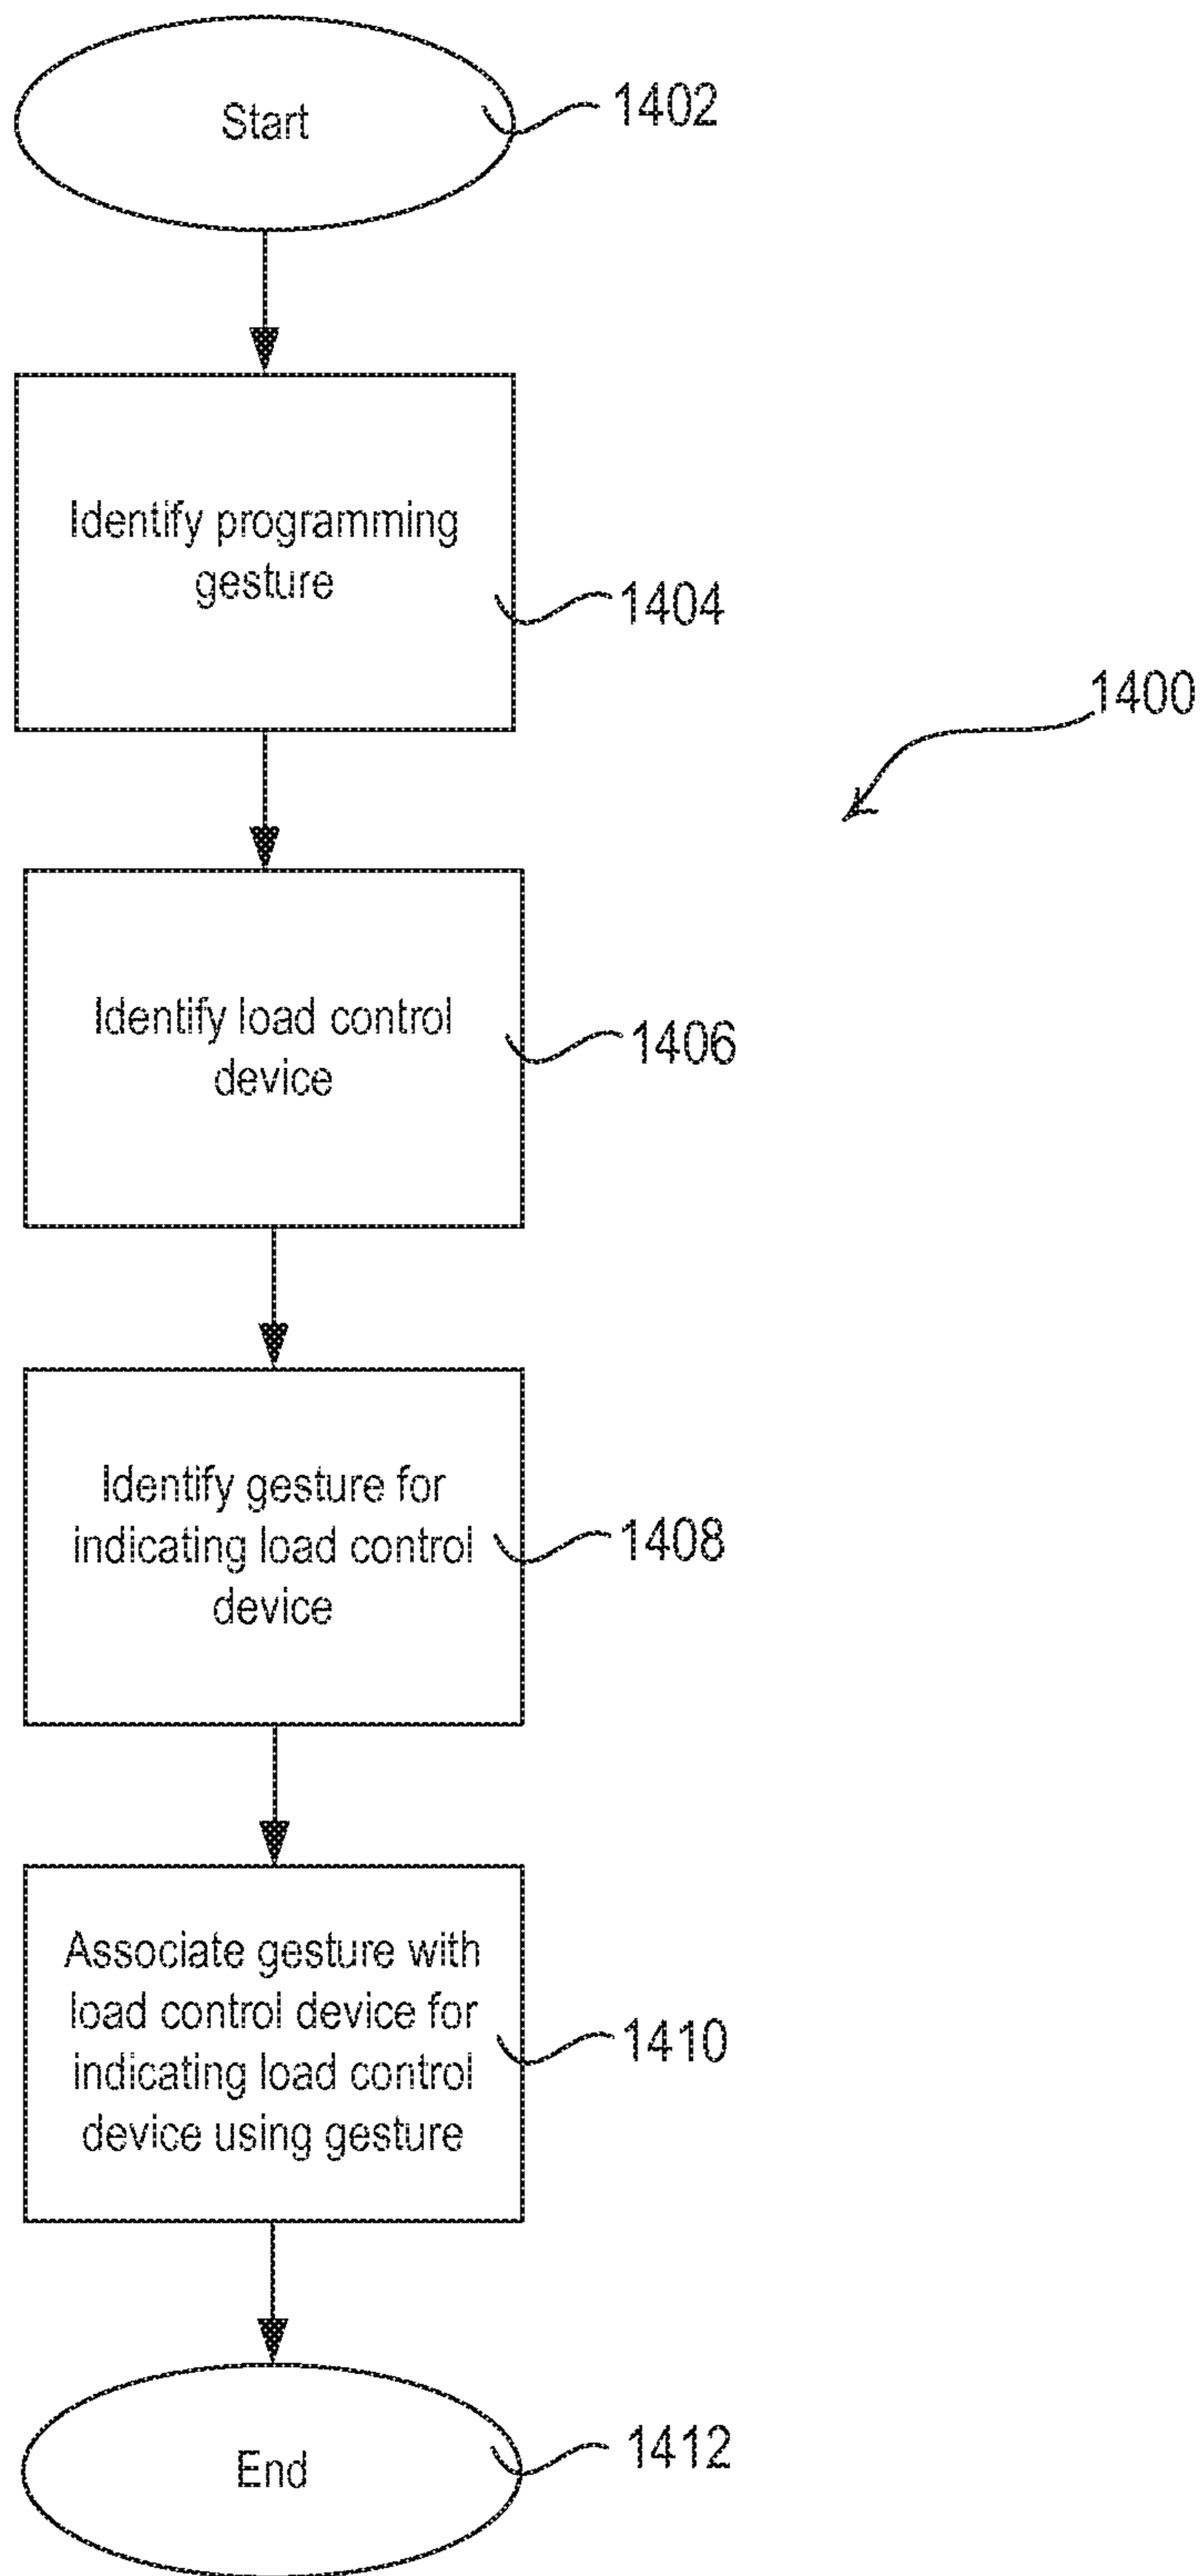 Start
1402
Identify programming
gesture
1404
1400
Identify load control
device
1406
Identify gesture for
indicating load control
device
1408
Associate gesture with
load control device for
indicating load control
device using gesture
1410
End
1412